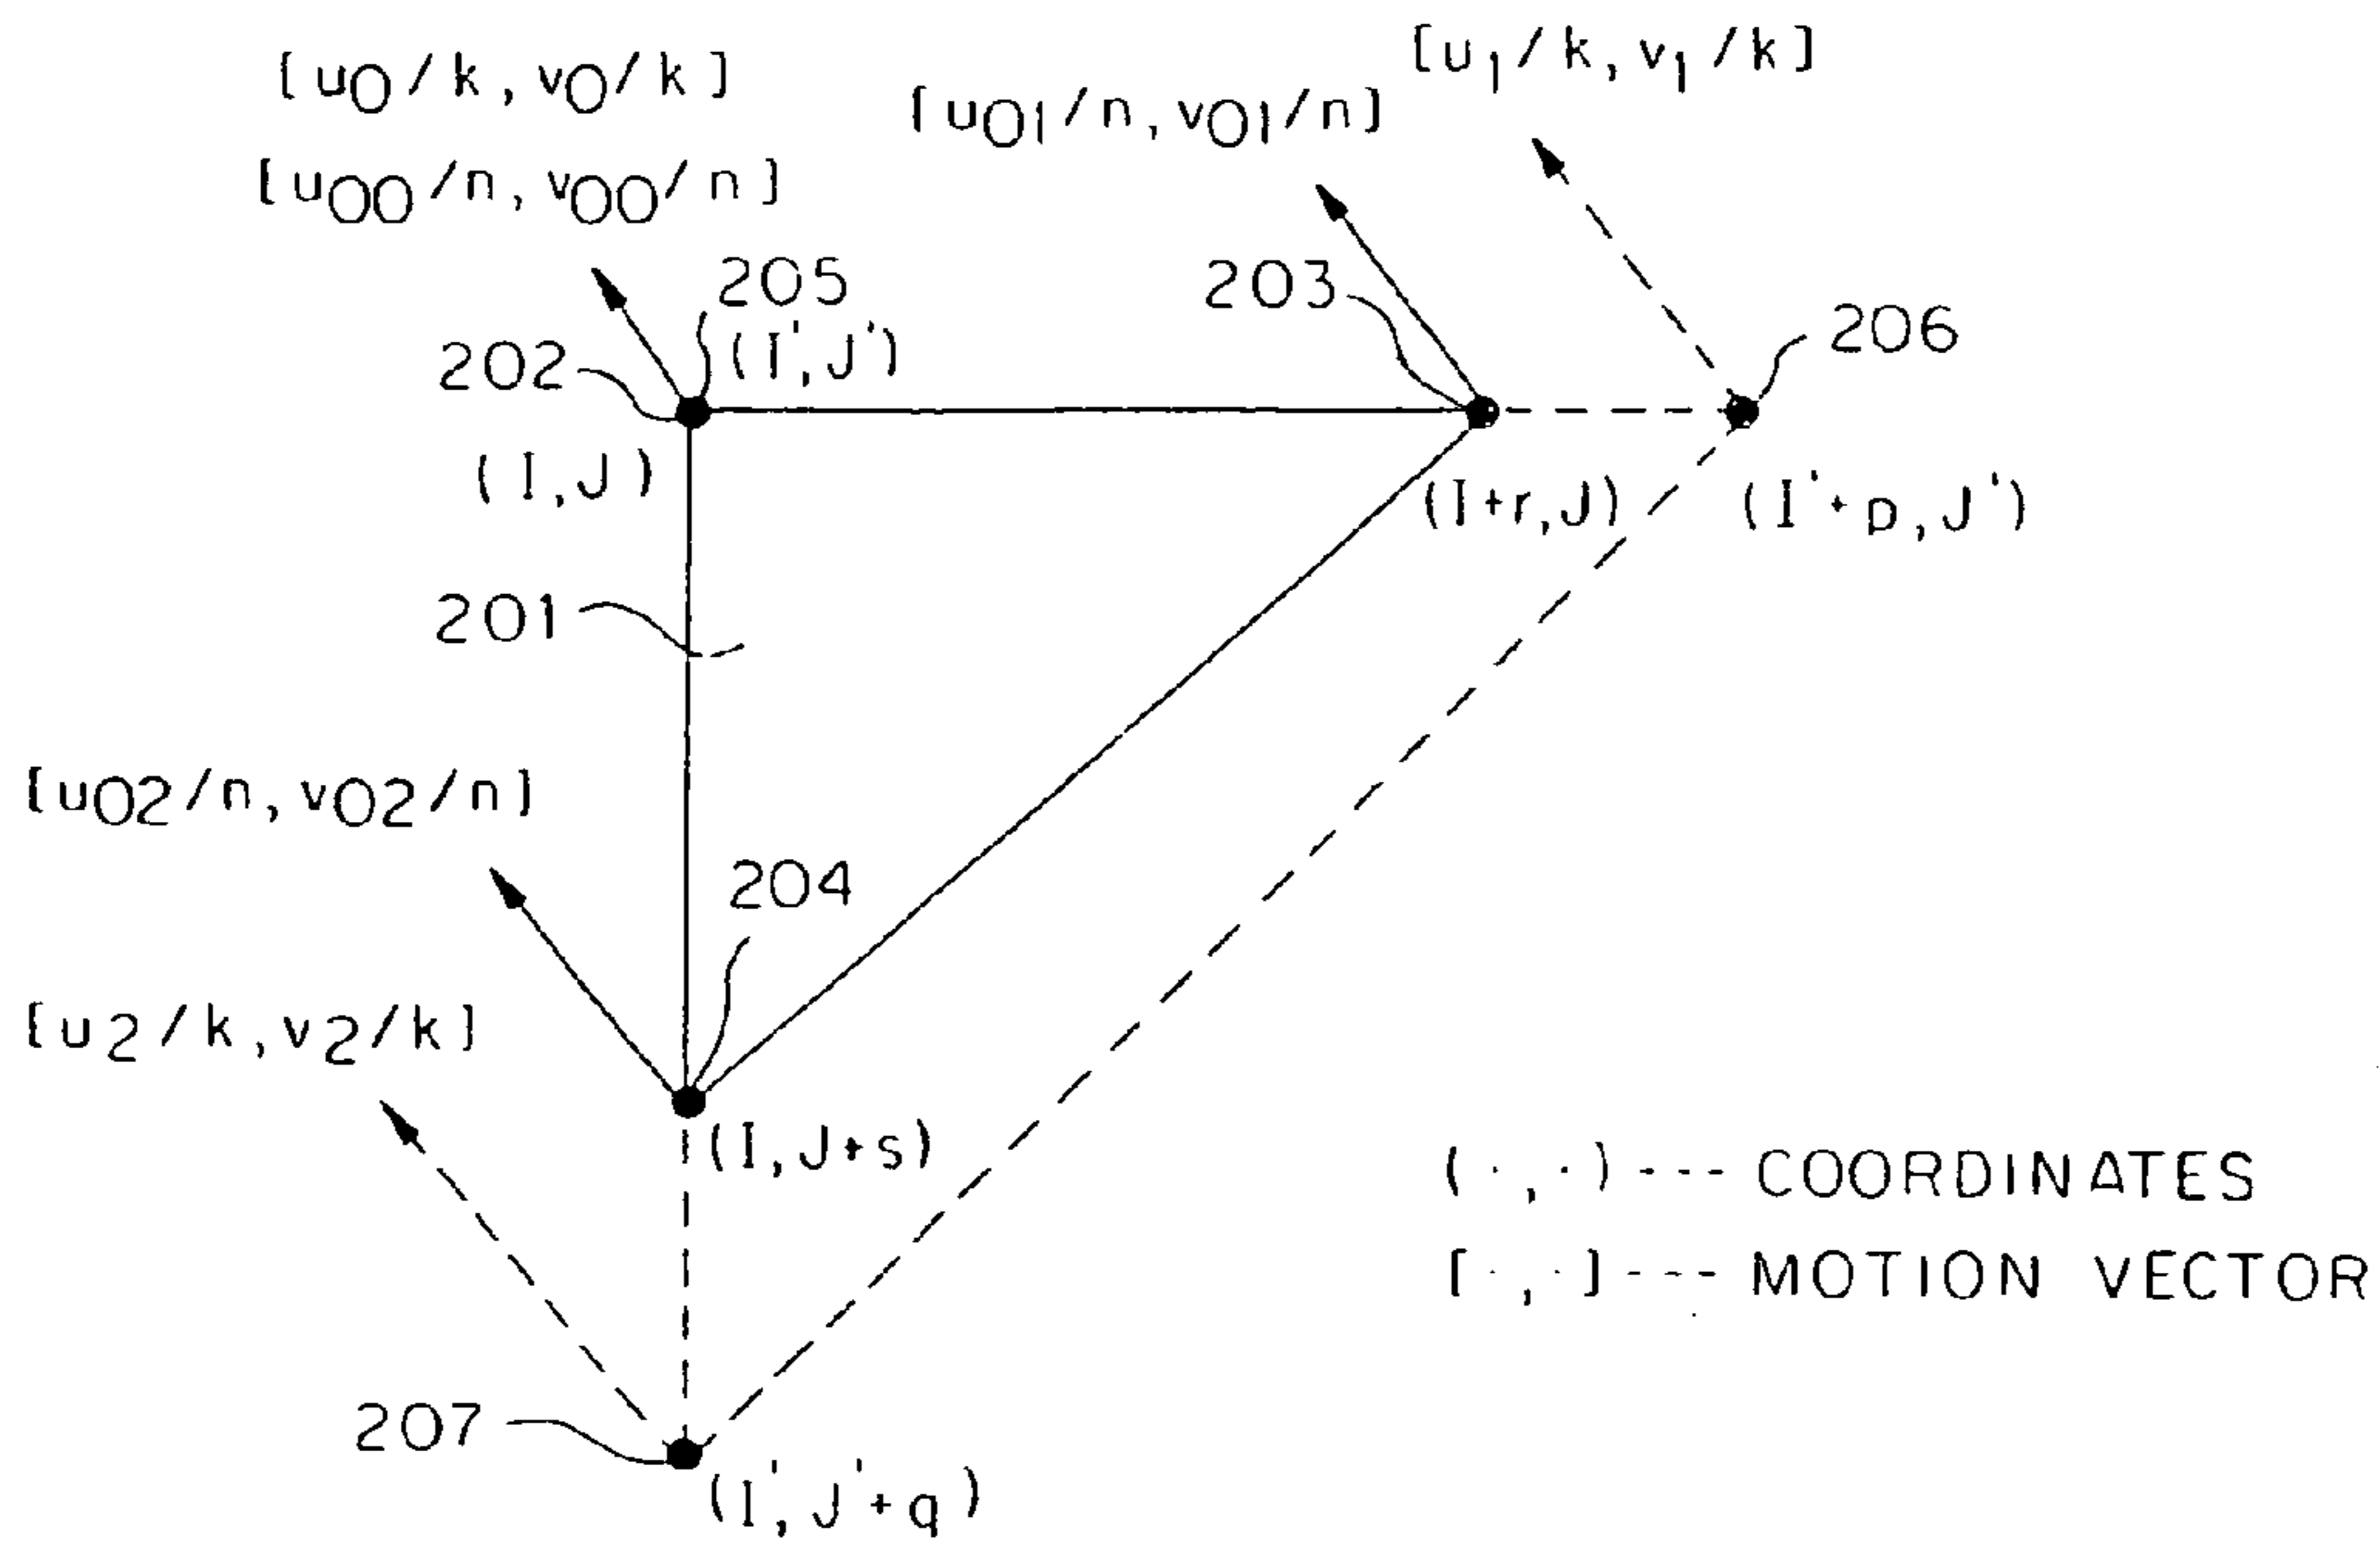 [u0/k, v0/k]
[u00/n, v00/n]
[u01/n, v01/n]
[u1/k, v1/k]
205
(I', J')
202
203
206
(I, J)
(I+r, J)
(I'+p, J')
201
[u02/n, v02/n]
204
[u2/k, v2/k]
(I, J+s)
207
(I', J'+q)
(·, ·) --- COORDINATES
[·, ·] --- MOTION VECTOR